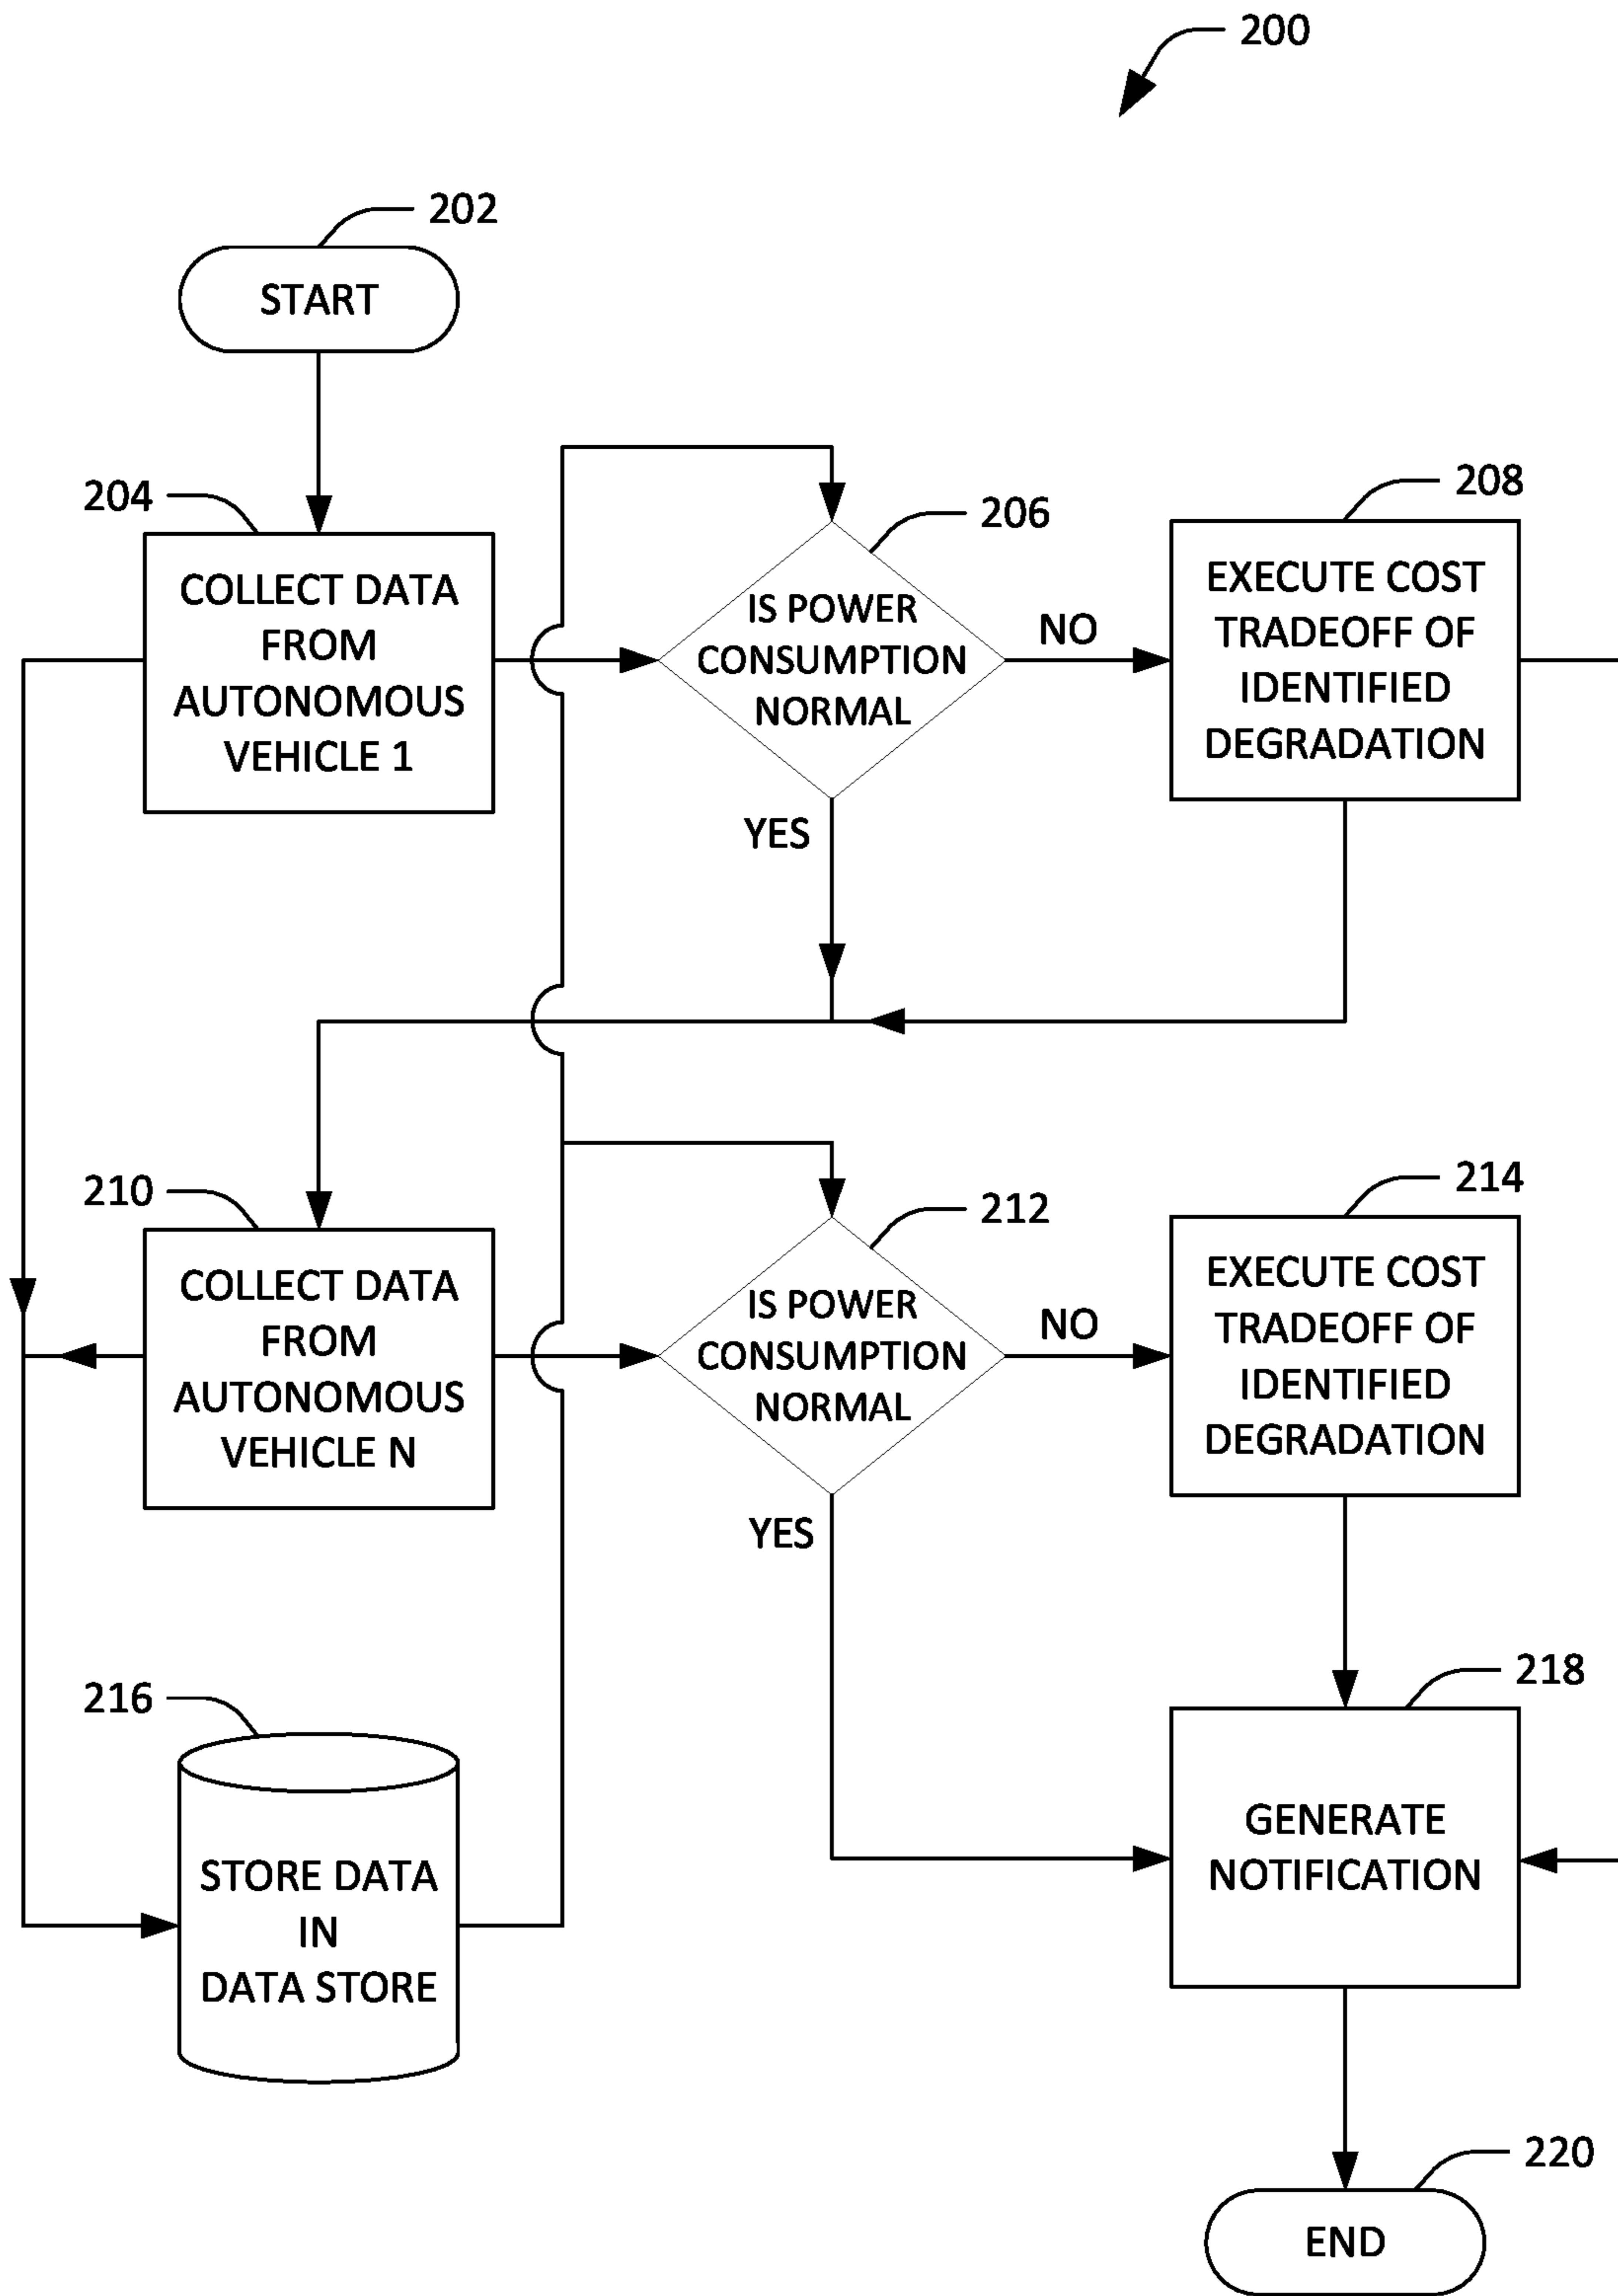 200
202
START
204
COLLECT DATA
FROM
AUTONOMOUS
VEHICLE 1
206
IS POWER
CONSUMPTION
NORMAL
NO
YES
208
EXECUTE COST
TRADEOFF OF
IDENTIFIED
DEGRADATION
210
COLLECT DATA
FROM
AUTONOMOUS
VEHICLE N
212
IS POWER
CONSUMPTION
NORMAL
NO
YES
214
EXECUTE COST
TRADEOFF OF
IDENTIFIED
DEGRADATION
216
STORE DATA
IN
DATA STORE
218
GENERATE
NOTIFICATION
220
END